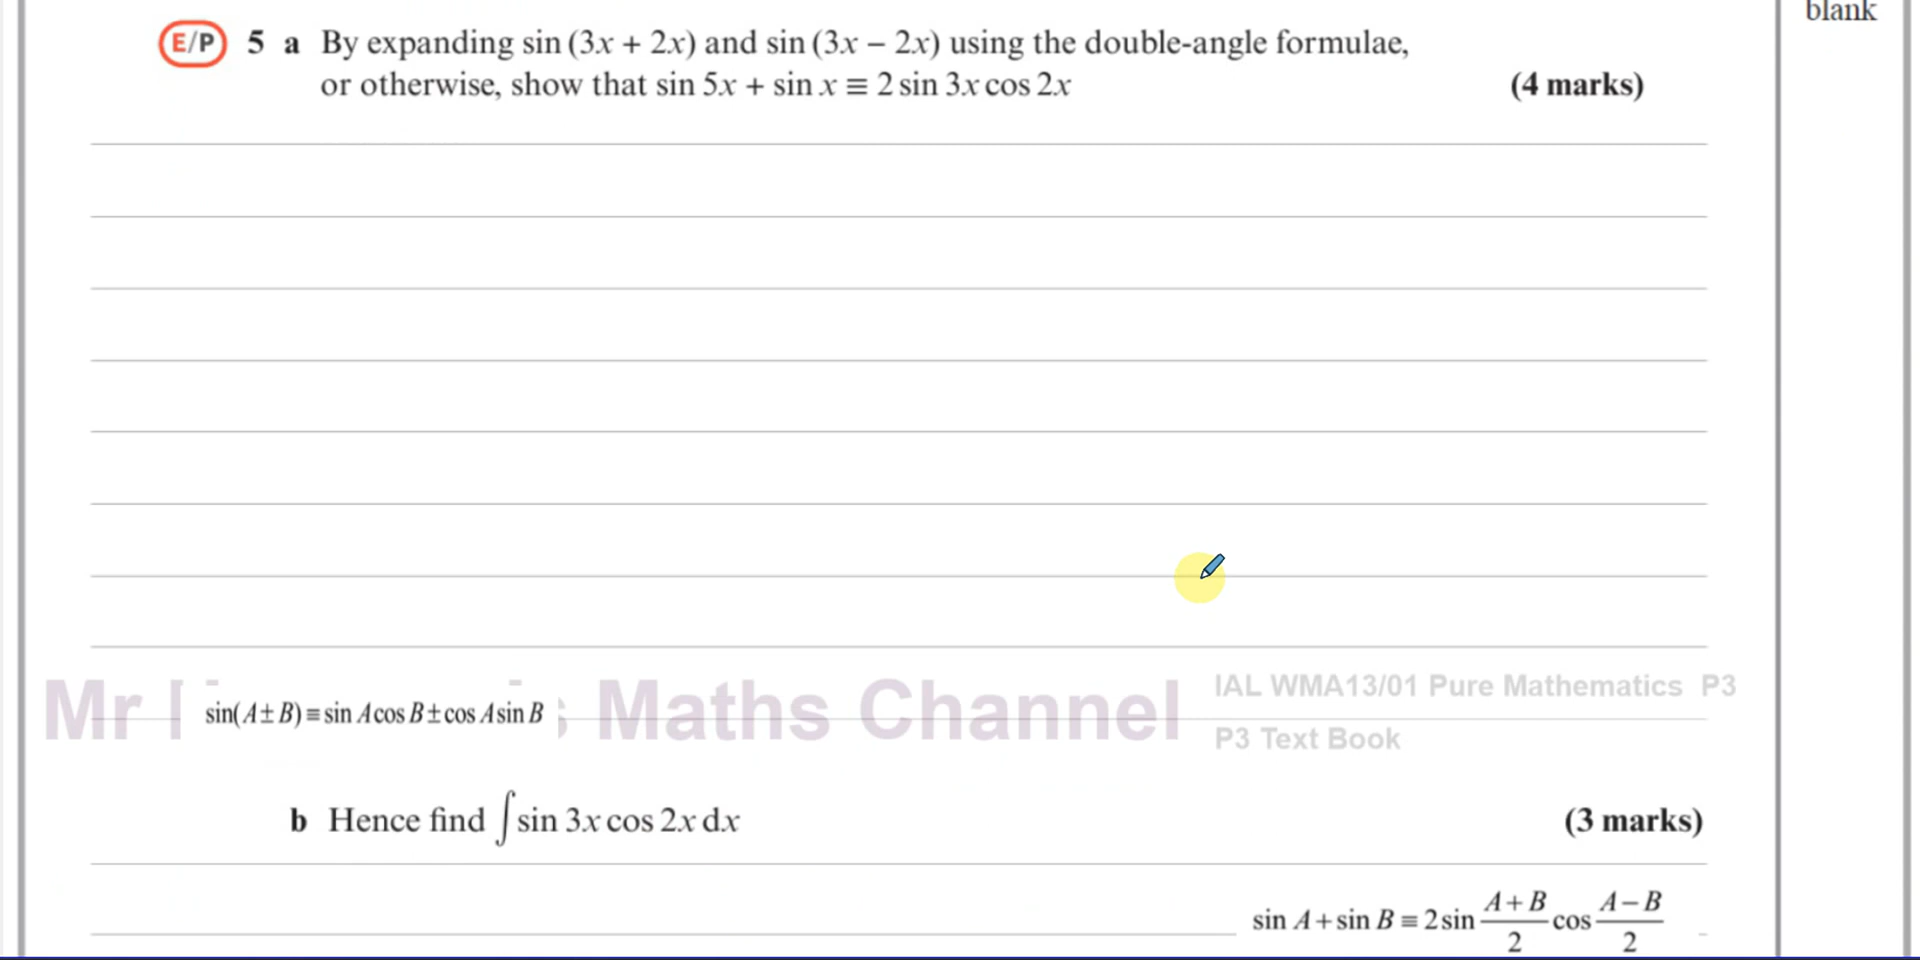 blank
E/P 5 a By expanding sin (3x + 2x) and sin (3x − 2x) using the double-angle formulae,
or otherwise, show that sin 5x + sin x ≡ 2 sin 3x cos 2x (4 marks)
Mr sin(A ± B) ≡ sin A cos B ± cos A sin B Maths Channel
IAL WMA13/01 Pure Mathematics P3
P3 Text Book
b Hence find ∫ sin 3x cos 2x dx (3 marks)
sin A + sin B ≡ 2 sin (A + B)/2 cos (A − B)/2